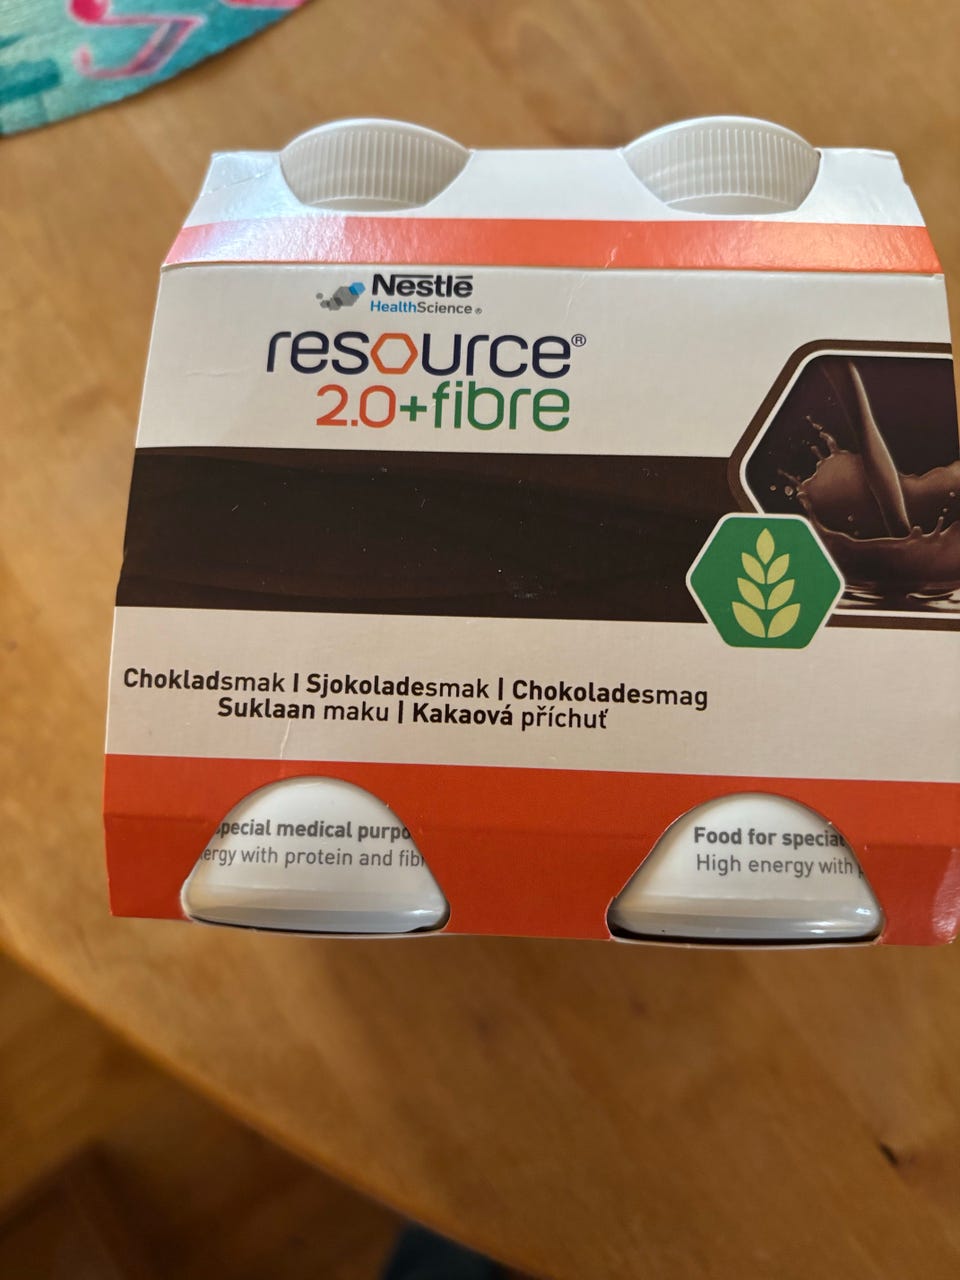 Nestlé
HealthScience®
resource®
2.0+fibre
Chokladsmak | Sjokoladesmak | Chokoladesmag
Suklaan maku | Kakaová příchuť
special medical purpo
ergy with protein and fib
Food for special
High energy with